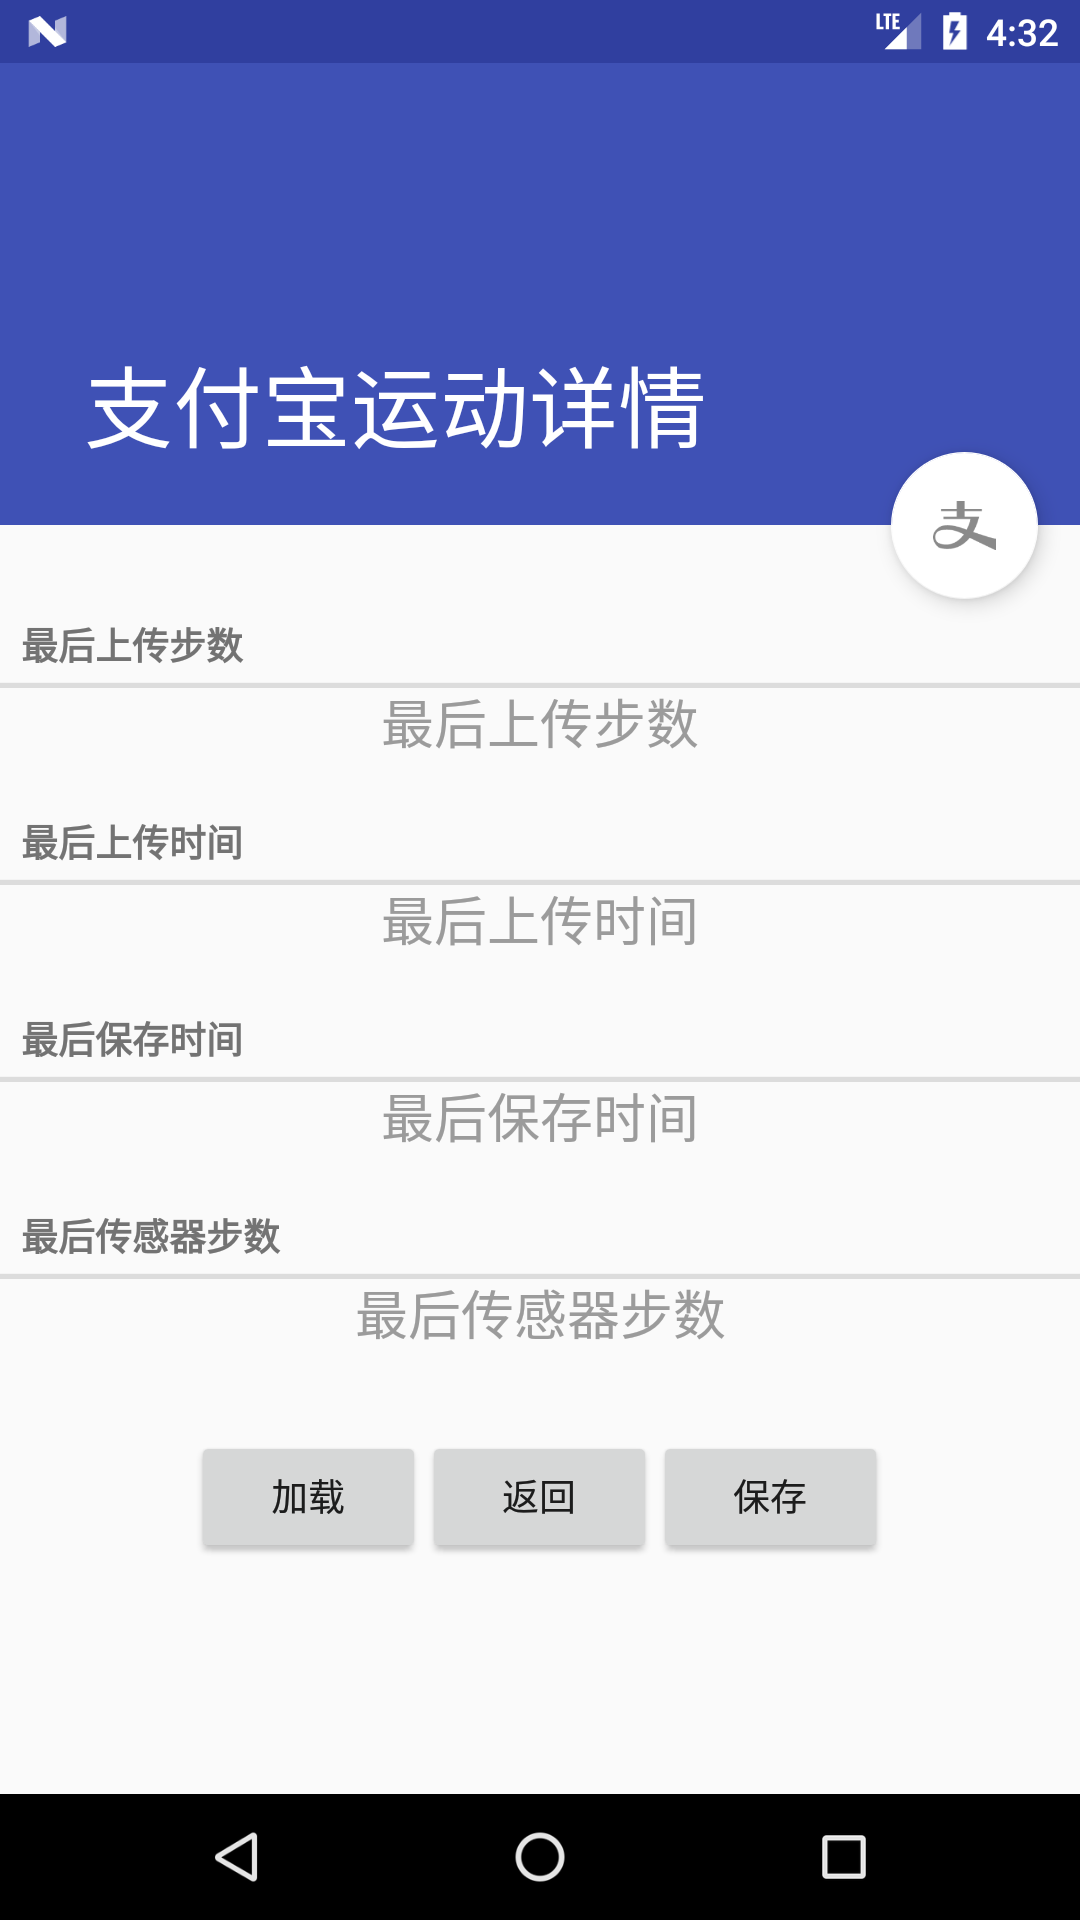 LTE 4:32
支付宝运动详情
支
最后上传步数
最后上传步数
最后上传时间
最后上传时间
最后保存时间
最后保存时间
最后传感器步数
最后传感器步数
加载 返回 保存